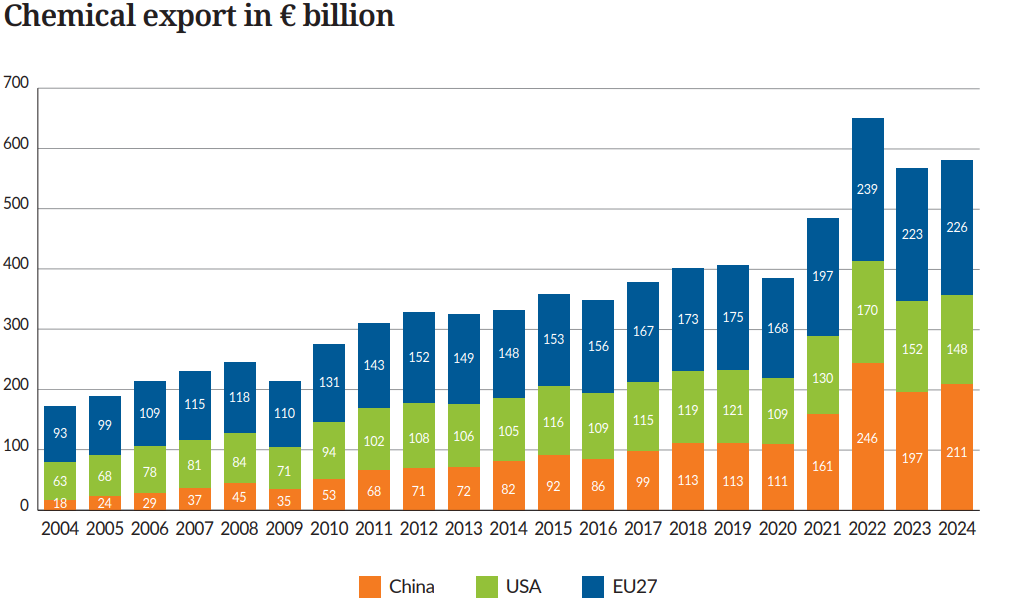 Chemical export in € billion
700
600
500
400
300
200
100
0
93 99 109 115 118 110 131 143 152 149 148 153 156 167 173 175 168 197 239 223 226
63 68 78 81 84 71 94 102 108 106 105 116 109 115 119 121 109 130 170 152 148
18 24 29 37 45 35 53 68 71 72 82 92 86 99 113 113 111 161 246 197 211
2004 2005 2006 2007 2008 2009 2010 2011 2012 2013 2014 2015 2016 2017 2018 2019 2020 2021 2022 2023 2024
China USA EU27